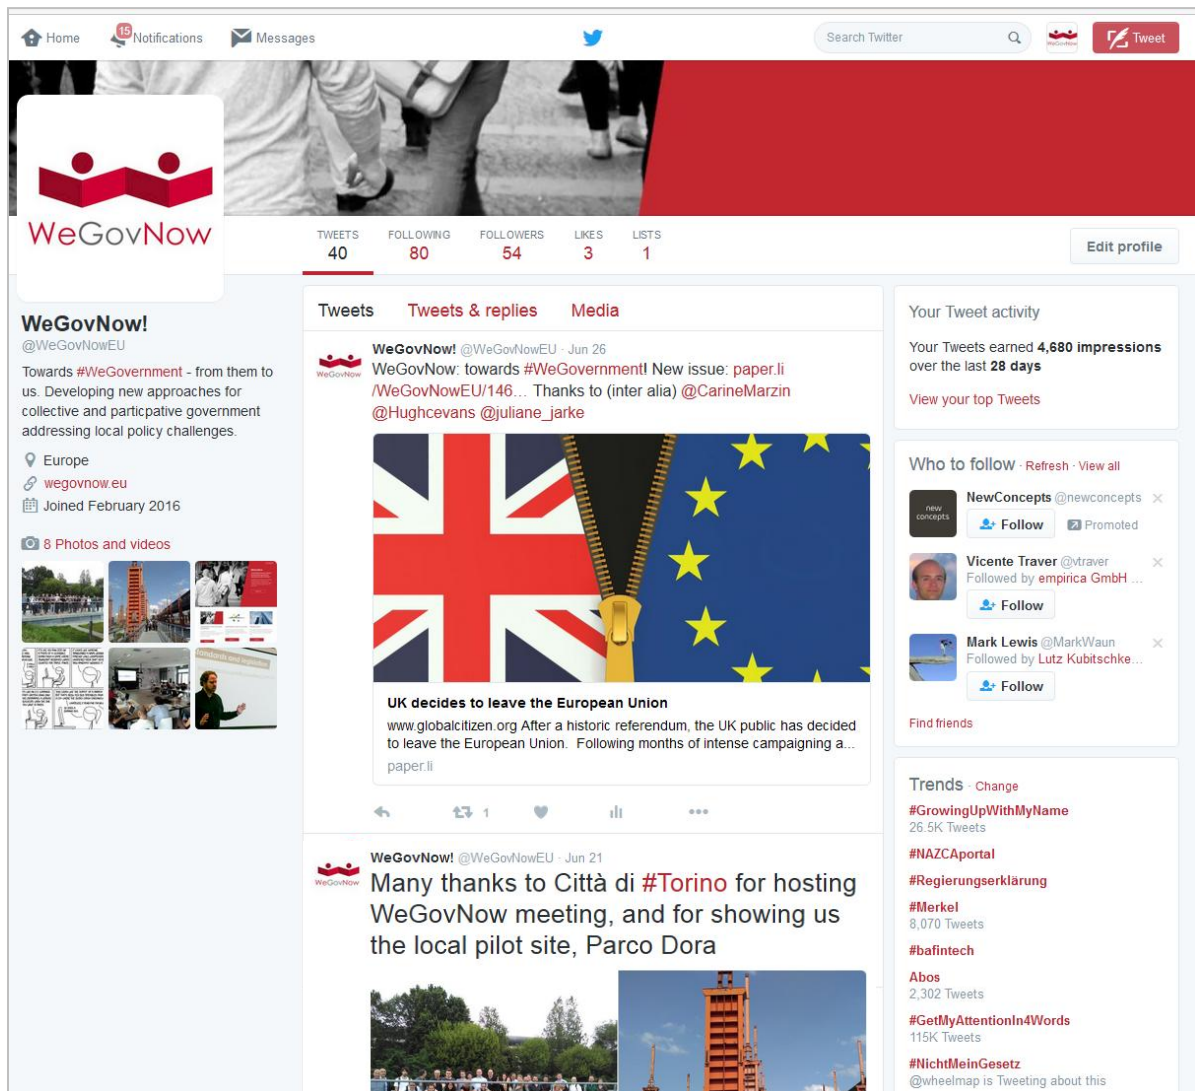 Home
15
Notifications
Messages
Search Twitter
WeGovNow
Tweet
WeGovNow
TWEETS
40
FOLLOWING
80
FOLLOWERS
54
LIKES
3
LISTS
1
Edit profile
WeGovNow!
@WeGovNowEU
Towards #WeGovernment - from them to
us. Developing new approaches for
collective and particpative government
addressing local policy challenges.
Europe
wegovnow.eu
Joined February 2016
8 Photos and videos
Standards and
Tweets
Tweets & replies
Media
WeGovNow
WeGovNow! @WeGovNowEU · Jun 26
WeGovNow: towards #WeGovernment! New issue: paper.li
/WeGovNowEU/146… Thanks to (inter alia) @CarineMarzin
@Hughcevans @juliane_jarke
UK decides to leave the European Union
www.globalcitizen.org After a historic referendum, the UK public has decided
to leave the European Union. Following months of intense campaigning a...
paper.li
1
WeGovNow
WeGovNow! @WeGovNowEU · Jun 21
Many thanks to Città di #Torino for hosting
WeGovNow meeting, and for showing us
the local pilot site, Parco Dora
Your Tweet activity
Your Tweets earned 4,680 impressions
over the last 28 days
View your top Tweets
Who to follow · Refresh · View all
new
concepts
NewConcepts @newconcepts
Follow
Promoted
Vicente Traver @vtraver
Followed by empirica GmbH ...
Follow
Mark Lewis @MarkWaun
Followed by Lutz Kubitschke...
Follow
Find friends
Trends · Change
#GrowingUpWithMyName
26.5K Tweets
#NAZCAportal
#Regierungserklärung
#Merkel
8,070 Tweets
#bafintech
Abos
2,302 Tweets
#GetMyAttentionIn4Words
115K Tweets
#NichtMeinGesetz
@wheelmap is Tweeting about this